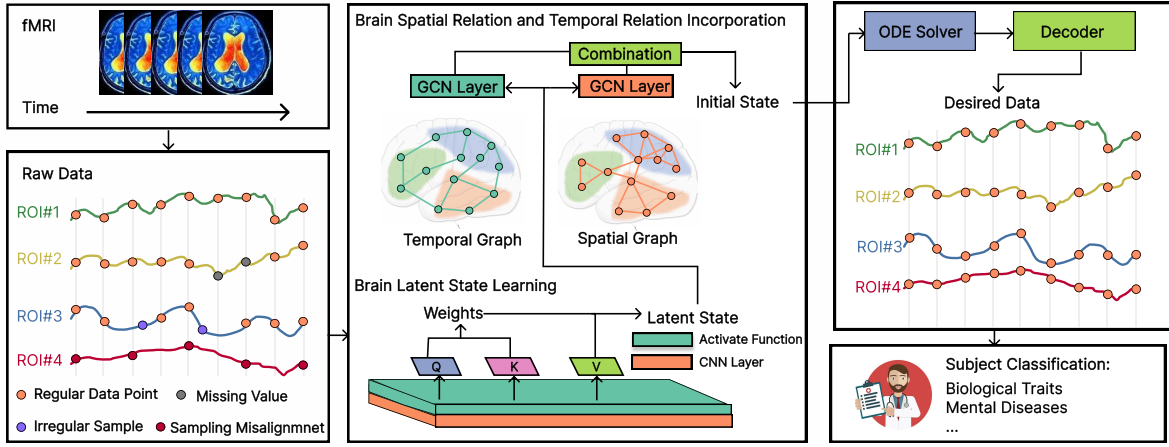 fMRI
Time
Raw Data
ROI#1
ROI#2
ROI#3
ROI#4
Regular Data Point
Missing Value
Irregular Sample
Sampling Misalignmnet
Brain Spatial Relation and Temporal Relation Incorporation
Combination
GCN Layer
GCN Layer
Initial State
Temporal Graph
Spatial Graph
Brain Latent State Learning
Weights
Latent State
Activate Function
CNN Layer
Q
K
V
ODE Solver
Decoder
Desired Data
ROI#1
ROI#2
ROI#3
ROI#4
Subject Classification:
Biological Traits
Mental Diseases
...